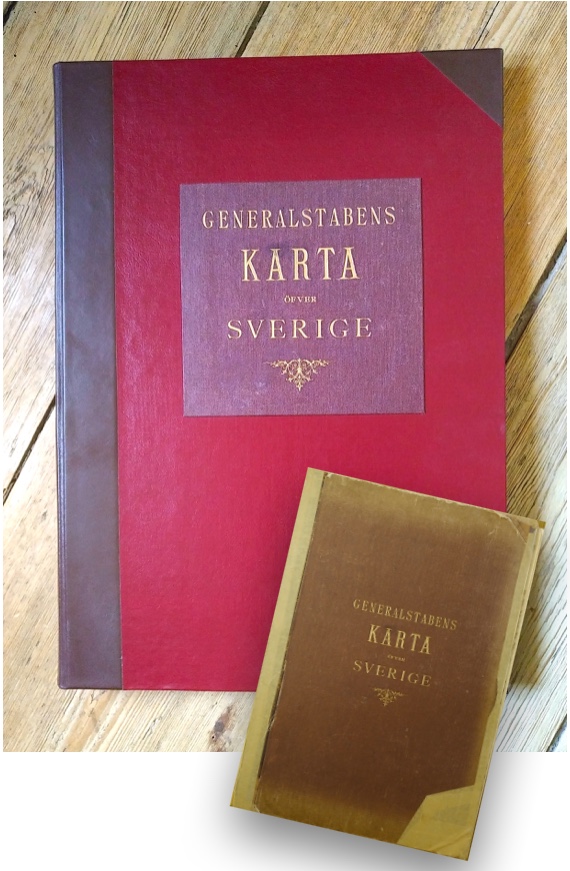 GENERALSTABENS
KARTA
ÖFVER
SVERIGE
GENERALSTABENS
KARTA
ÖFVER
SVERIGE